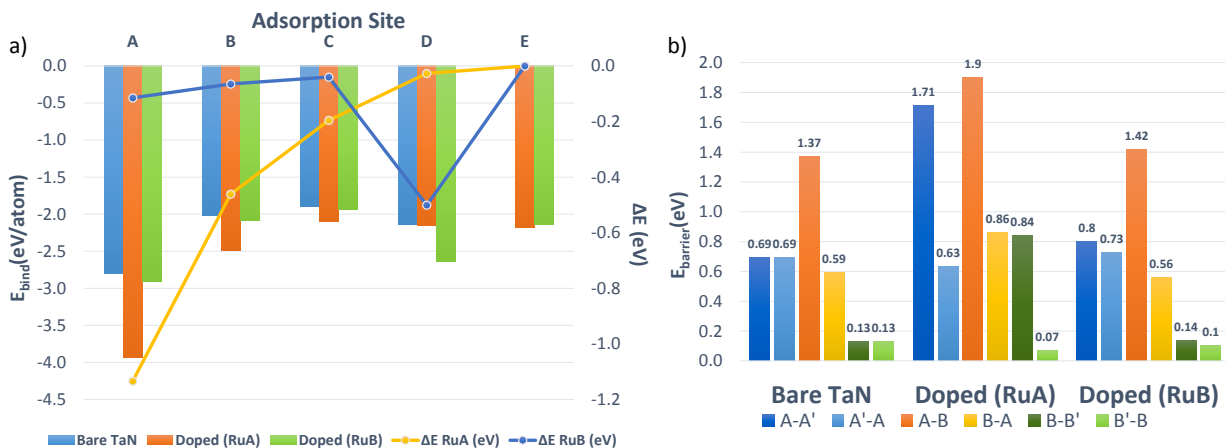 a)
Adsorption Site
A B C D E
0.0
-0.5
-1.0
-1.5
-2.0
-2.5
-3.0
-3.5
-4.0
-4.5
E_bind(eV/atom)
0.0
-0.2
-0.4
-0.6
-0.8
-1.0
-1.2
ΔE (eV)
Bare TaN Doped (RuA) Doped (RuB) ΔE RuA (eV) ΔE RuB (eV)
b)
2.0
1.8
1.6
1.4
1.2
1.0
0.8
0.6
0.4
0.2
0.0
E_barrier(eV)
0.69 0.69 1.37 0.59 0.13 0.13
1.71 0.63 1.9 0.86 0.84 0.07
0.8 0.73 1.42 0.56 0.14 0.1
Bare TaN Doped (RuA) Doped (RuB)
A-A' A'-A A-B B-A B-B' B'-B